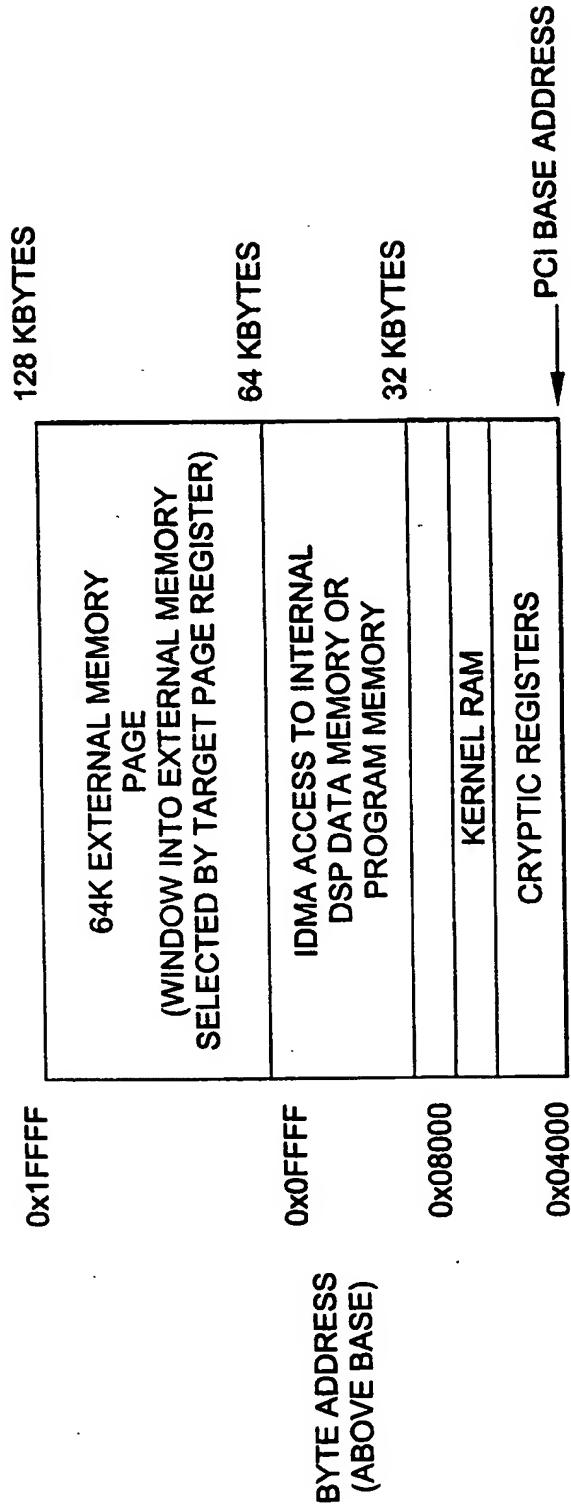 128 KBYTES
0x1FFFF
64K EXTERNAL MEMORY
PAGE
(WINDOW INTO EXTERNAL MEMORY
SELECTED BY TARGET PAGE REGISTER)
64 KBYTES
0x0FFFF
IDMA ACCESS TO INTERNAL
DSP DATA MEMORY OR
PROGRAM MEMORY
BYTE ADDRESS
(ABOVE BASE)
32 KBYTES
0x08000
KERNEL RAM
CRYPTIC REGISTERS
0x04000
PCI BASE ADDRESS